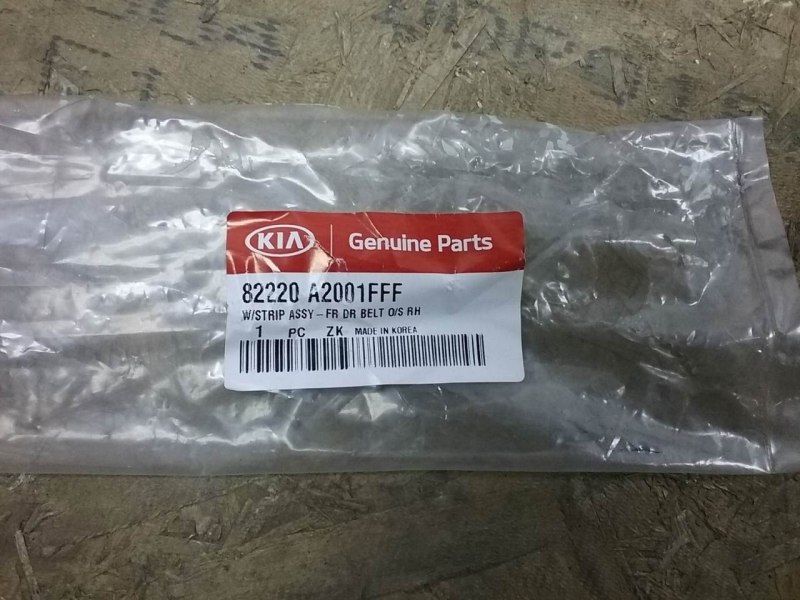 KIA Genuine Parts
82220 A2001FFF
W/STRIP ASSY-FR DR BELT O/S RH
1 PC ZK MADE IN KOREA